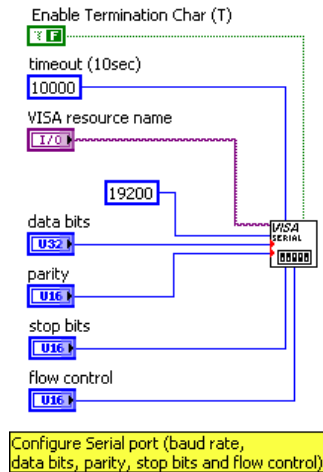 Enable Termination Char (T)
T F
timeout (10sec)
10000
VISA resource name
I/O
19200
VISA
SERIAL
data bits
U32
parity
U16
stop bits
U16
flow control
U16
Configure Serial port (baud rate,
data bits, parity, stop bits and flow control)